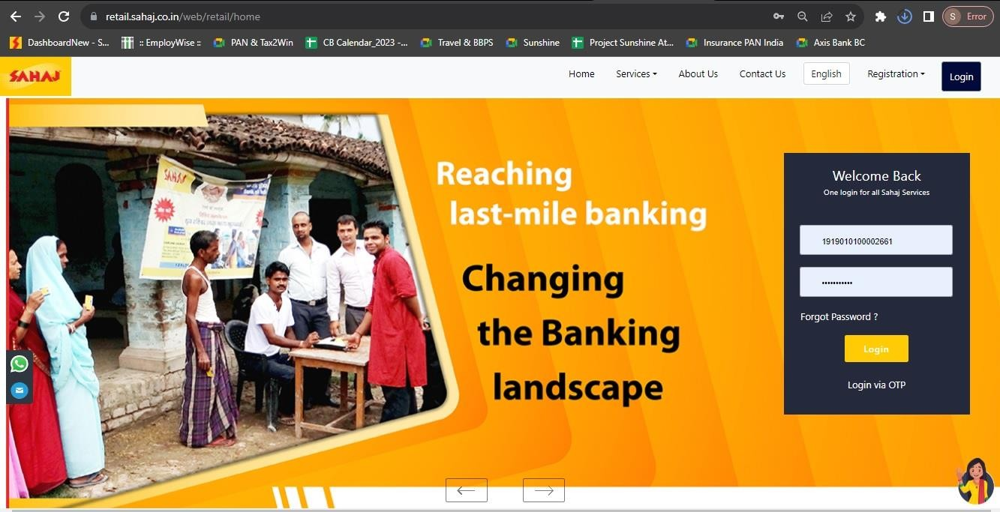 retail.sahaj.co.in/web/retail/home
S Error
DashboardNew - S...
:: EmployWise ::
PAN & Tax2Win
CB Calendar_2023 -...
Travel & BBPS
Sunshine
Project Sunshine At...
Insurance PAN India
Axis Bank BC
SAHAJ
Home
Services
About Us
Contact Us
English
Registration
Login
SAHAJ
Reaching
last-mile banking
Changing
the Banking
landscape
Welcome Back
One login for all Sahaj Services
1919010100002661
•••••••••••
Forgot Password ?
Login
Login via OTP